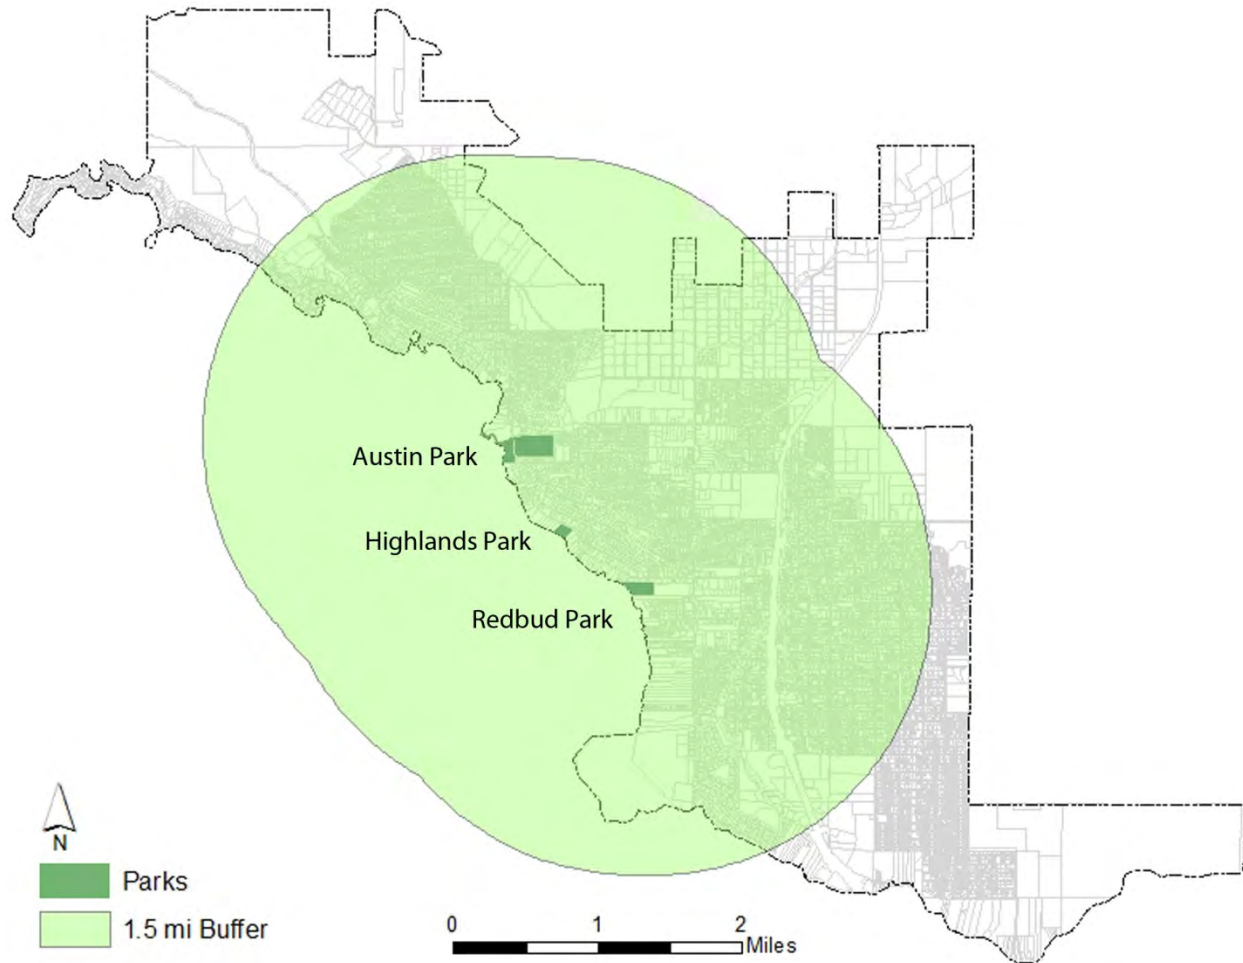 Austin Park
Highlands Park
Redbud Park
N
Parks
1.5 mi Buffer
0 1 2
Miles